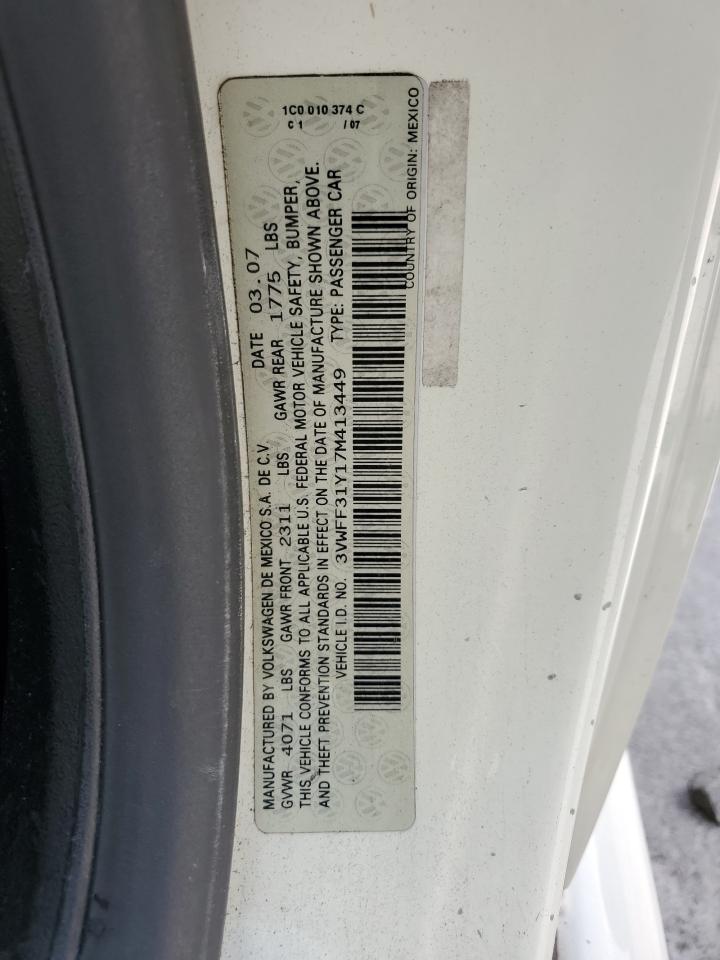 1C0 010 374 C
C 1 / 07
MANUFACTURED BY VOLKSWAGEN DE MEXICO S.A. DE C.V. DATE 03.07
GVWR 4071 LBS GAWR FRONT 2311 LBS GAWR REAR 1775 LBS
THIS VEHICLE CONFORMS TO ALL APPLICABLE U.S. FEDERAL MOTOR VEHICLE SAFETY, BUMPER,
AND THEFT PREVENTION STANDARDS IN EFFECT ON THE DATE OF MANUFACTURE SHOWN ABOVE.
VEHICLE I.D. NO. 3VWFF31Y17M413449 TYPE: PASSENGER CAR
COUNTRY OF ORIGIN: MEXICO